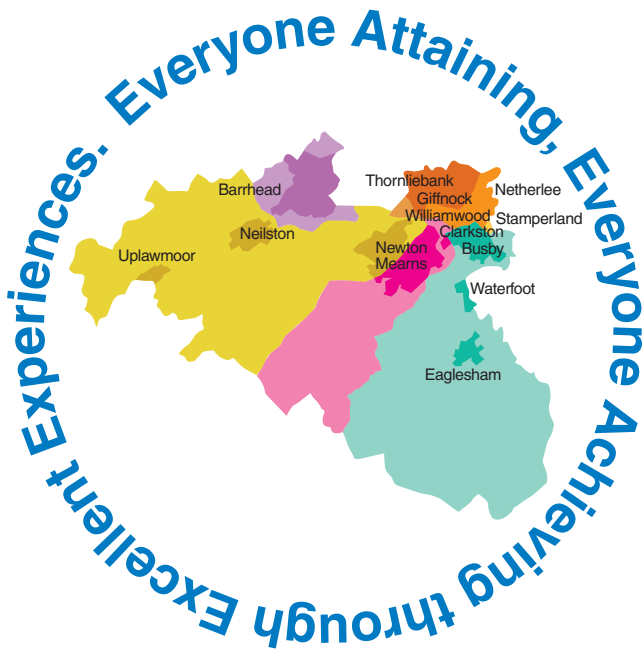 Everyone Attaining, Everyone Achieving through Excellent Experiences.
Barrhead
Thornliebank
Giffnock
Netherlee
Williamwood
Stamperland
Clarkston
Busby
Neilston
Newton
Mearns
Uplawmoor
Waterfoot
Eaglesham